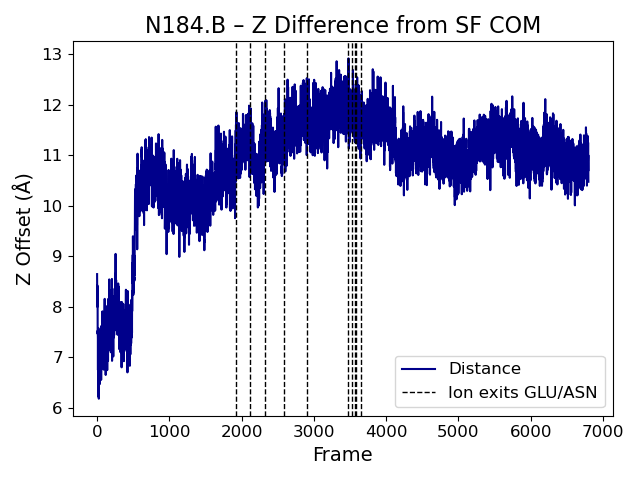 N184.B – Z Difference from SF COM
Z Offset (Å)
13
12
11
10
9
8
7
6
Distance
Ion exits GLU/ASN
0 1000 2000 3000 4000 5000 6000 7000
Frame